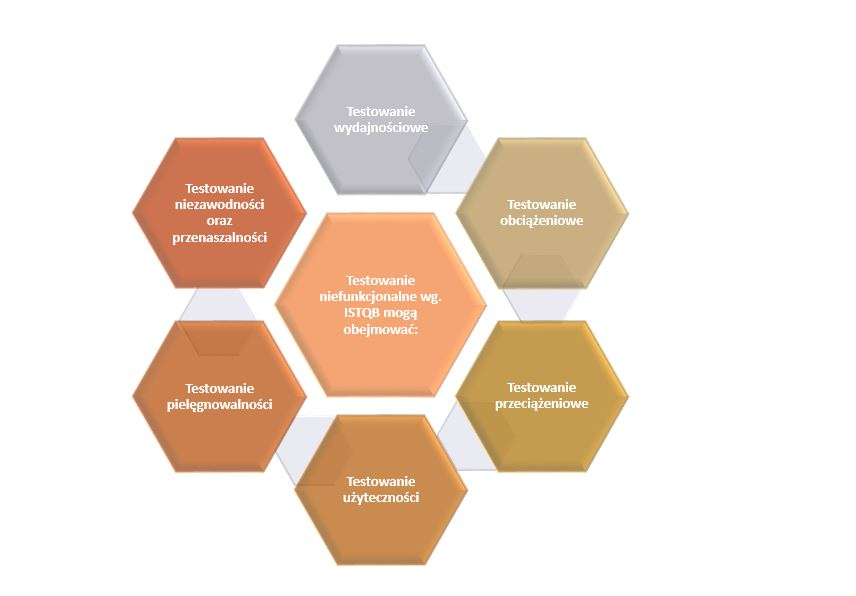 Testowanie
wydajnościowe
Testowanie
obciążeniowe
Testowanie
przeciążeniowe
Testowanie
użyteczności
Testowanie
pielęgnowalności
Testowanie
niezawodności
oraz
przenaszalności
Testowanie
niefunkcjonalne wg.
ISTQB mogą
obejmować: